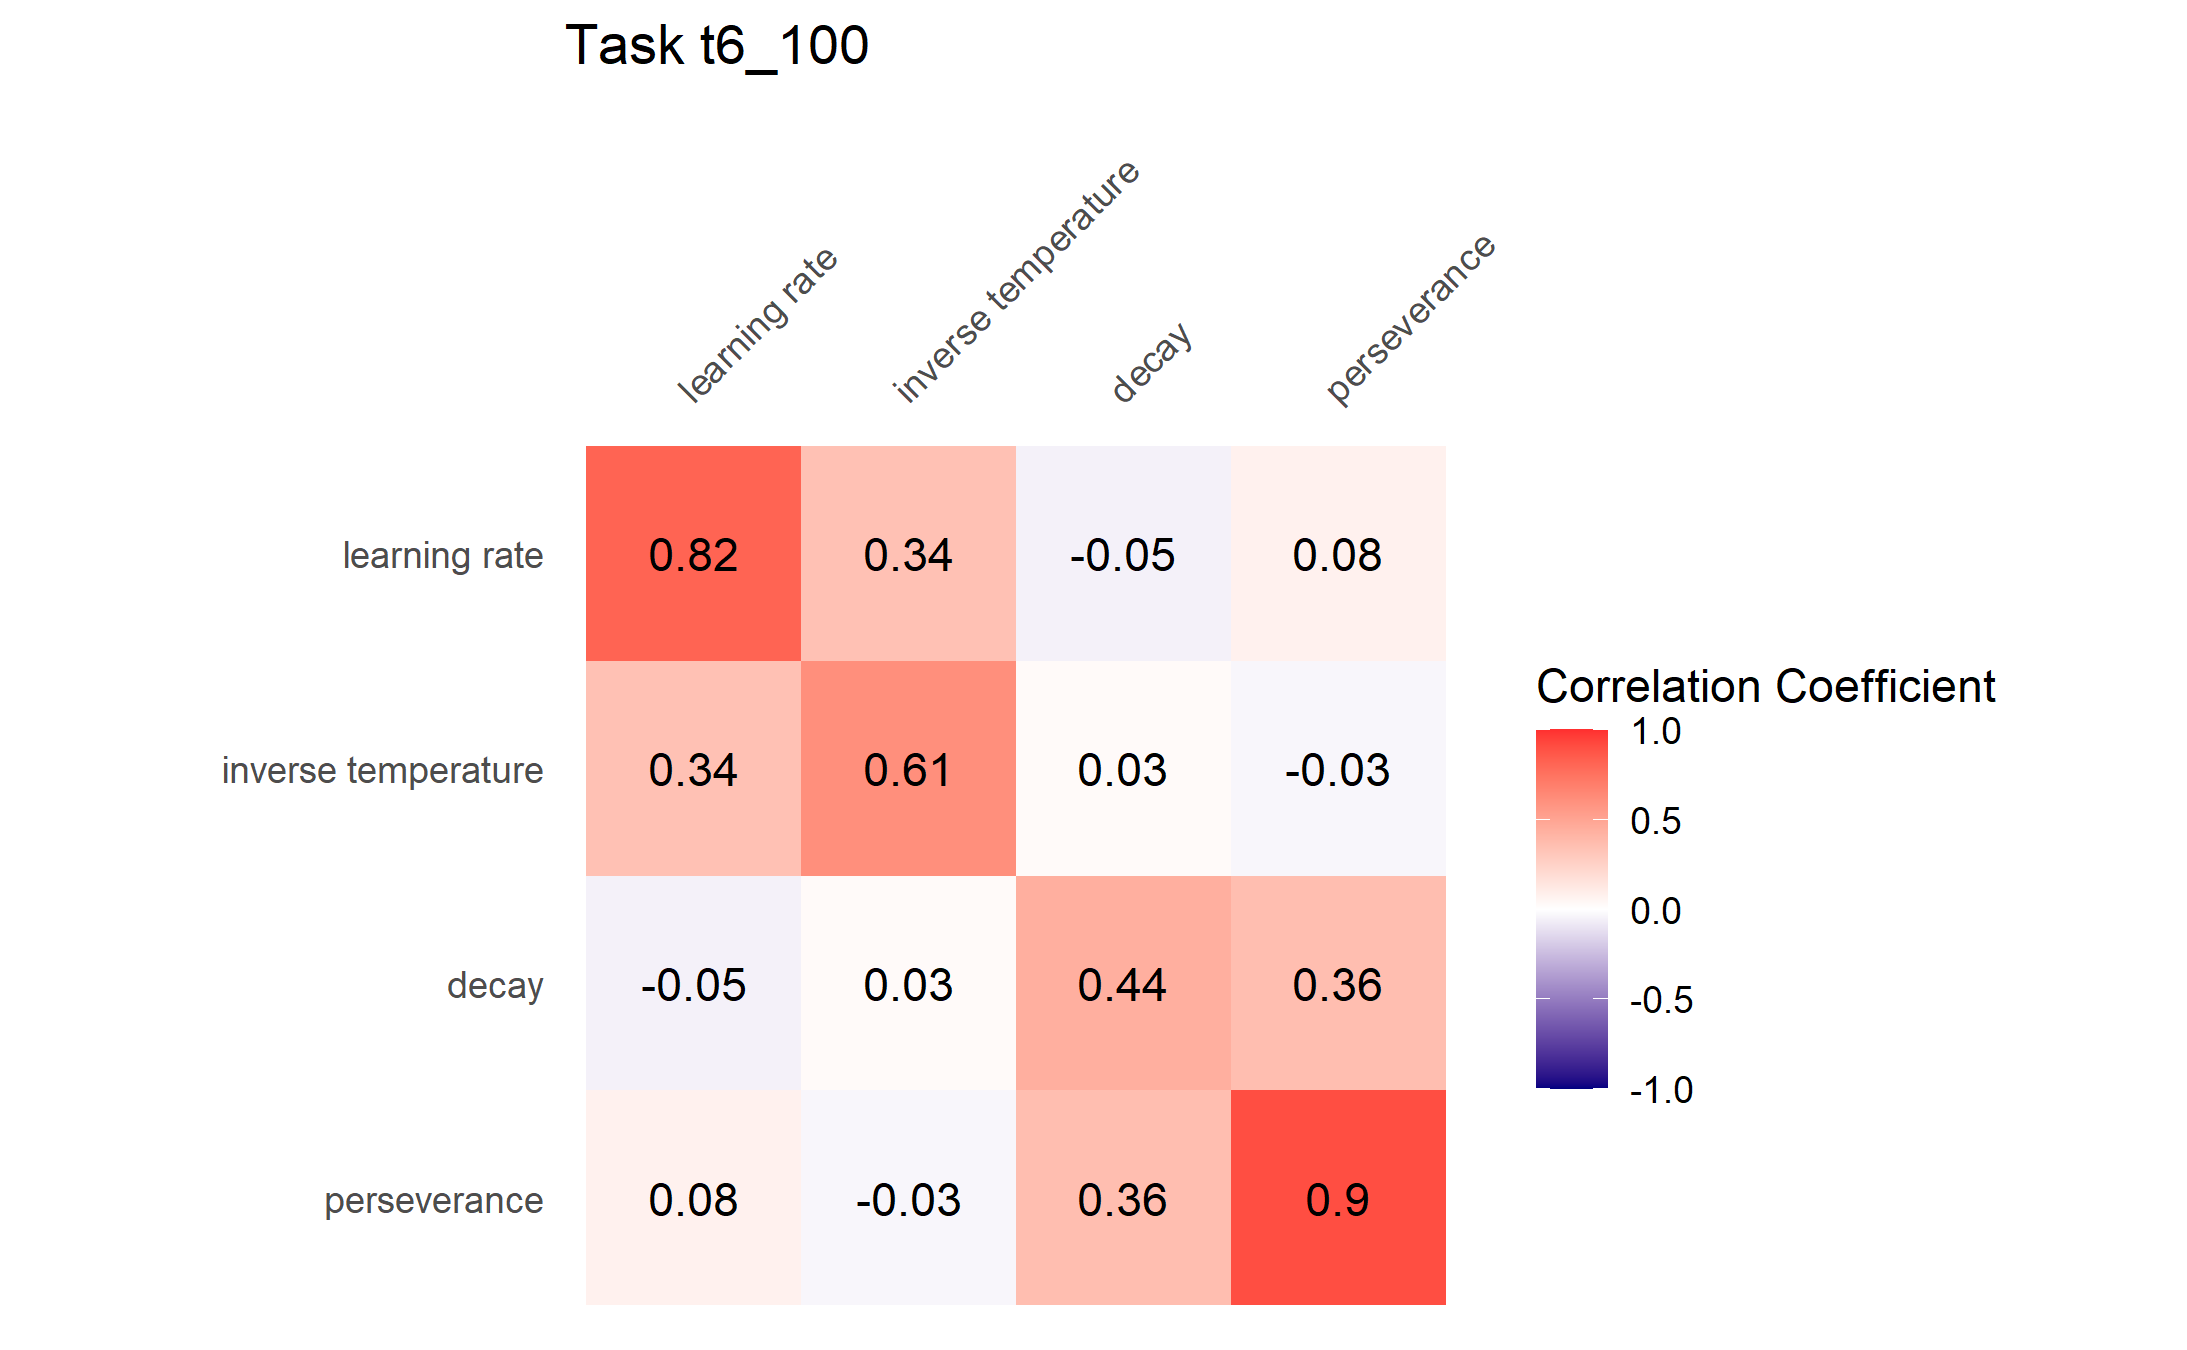 Task t6_100
learning rate
inverse temperature
decay
perseverance
learning rate
0.82 0.34 -0.05 0.08
inverse temperature
0.34 0.61 0.03 -0.03
decay
-0.05 0.03 0.44 0.36
perseverance
0.08 -0.03 0.36 0.9
Correlation Coefficient
1.0
0.5
0.0
-0.5
-1.0